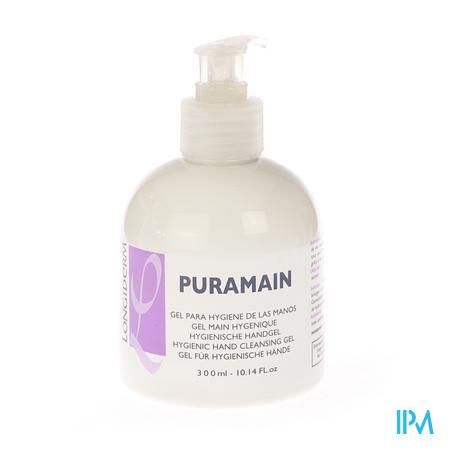 LONGIDERM
PURAMAIN
GEL PARA HYGIENE DE LAS MANOS
GEL MAIN HYGENIQUE
HYGIENISCHE HANDGEL
HYGIENIC HAND CLEANSING GEL
GEL FÜR HYGIENISCHE HÄNDE
300ml - 10.14 FL.oz
IPM